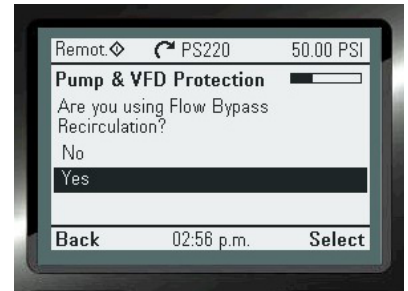 Remot. PS220 50.00 PSI
Pump & VFD Protection
Are you using Flow Bypass
Recirculation?
No
Yes
Back 02:56 p.m. Select